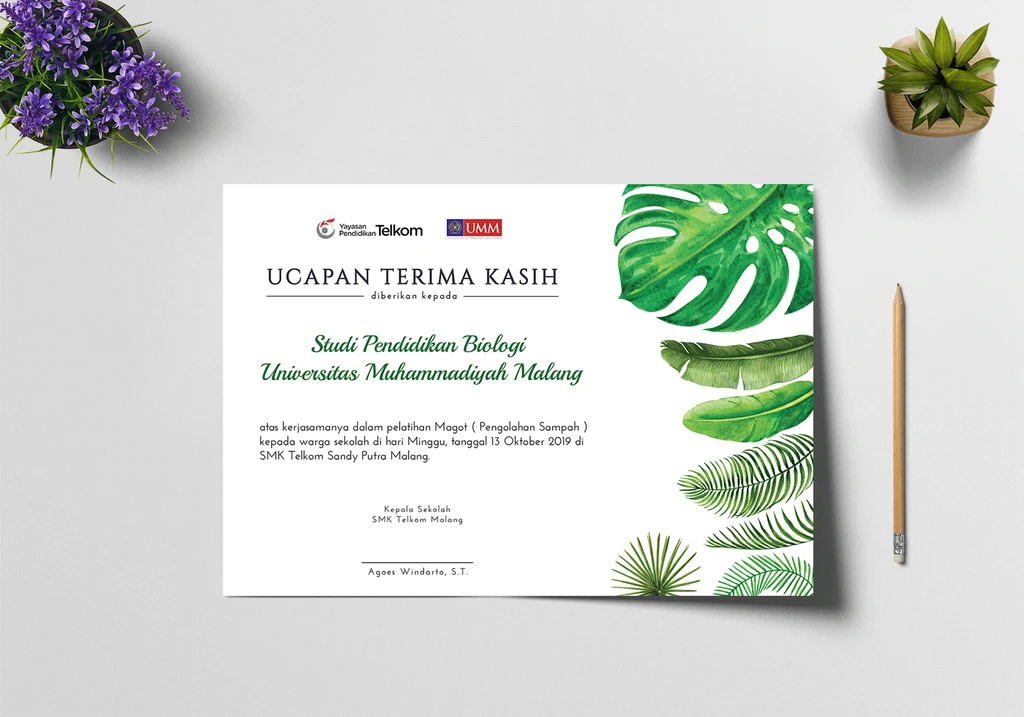 Yayasan
Pendidikan Telkom
UMM
UCAPAN TERIMA KASIH
diberikan kepada
Studi Pendidikan Biologi
Universitas Muhammadiyah Malang
atas kerjasamanya dalam pelatihan Magot ( Pengolahan Sampah )
kepada warga sekolah di hari Minggu, tanggal 13 Oktober 2019 di
SMK Telkom Sandy Putra Malang.
Kepala Sekolah
SMK Telkom Malang
Agoes Windarto, S.T.